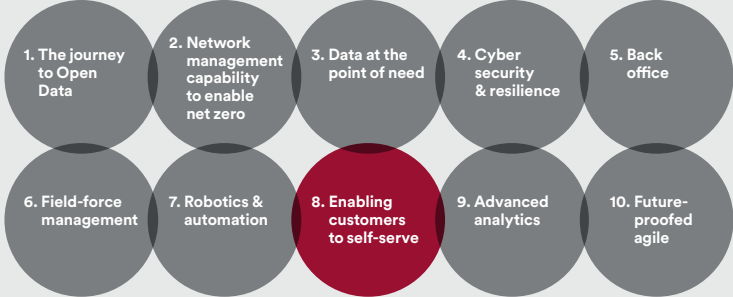 1. The journey
to Open
Data
2. Network
management
capability
to enable
net zero
3. Data at the
point of need
4. Cyber
security
& resilience
5. Back
office
6. Field-force
management
7. Robotics &
automation
8. Enabling
customers
to self-serve
9. Advanced
analytics
10. Future-
proofed
agile